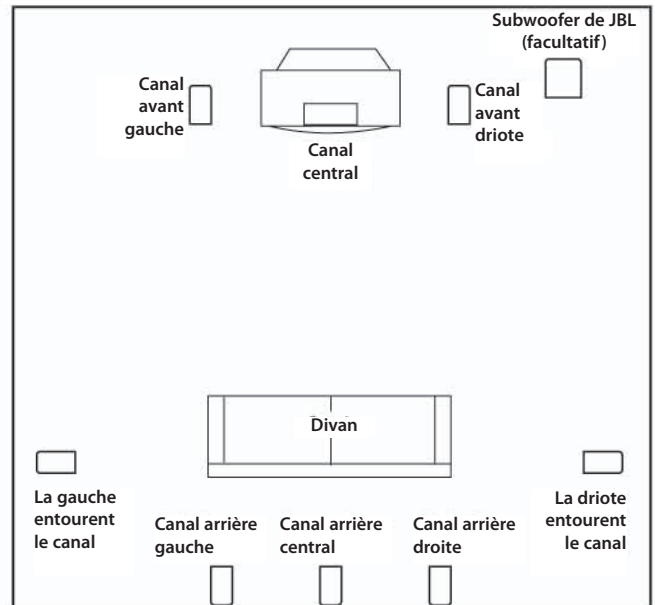 Subwoofer de JBL
(facultatif)
Canal
avant
gauche
Canal
avant
driote
Canal
central
Divan
La gauche
entourent
le canal
Canal arrière
gauche
Canal arrière
central
Canal arrière
droite
La driote
entourent
le canal